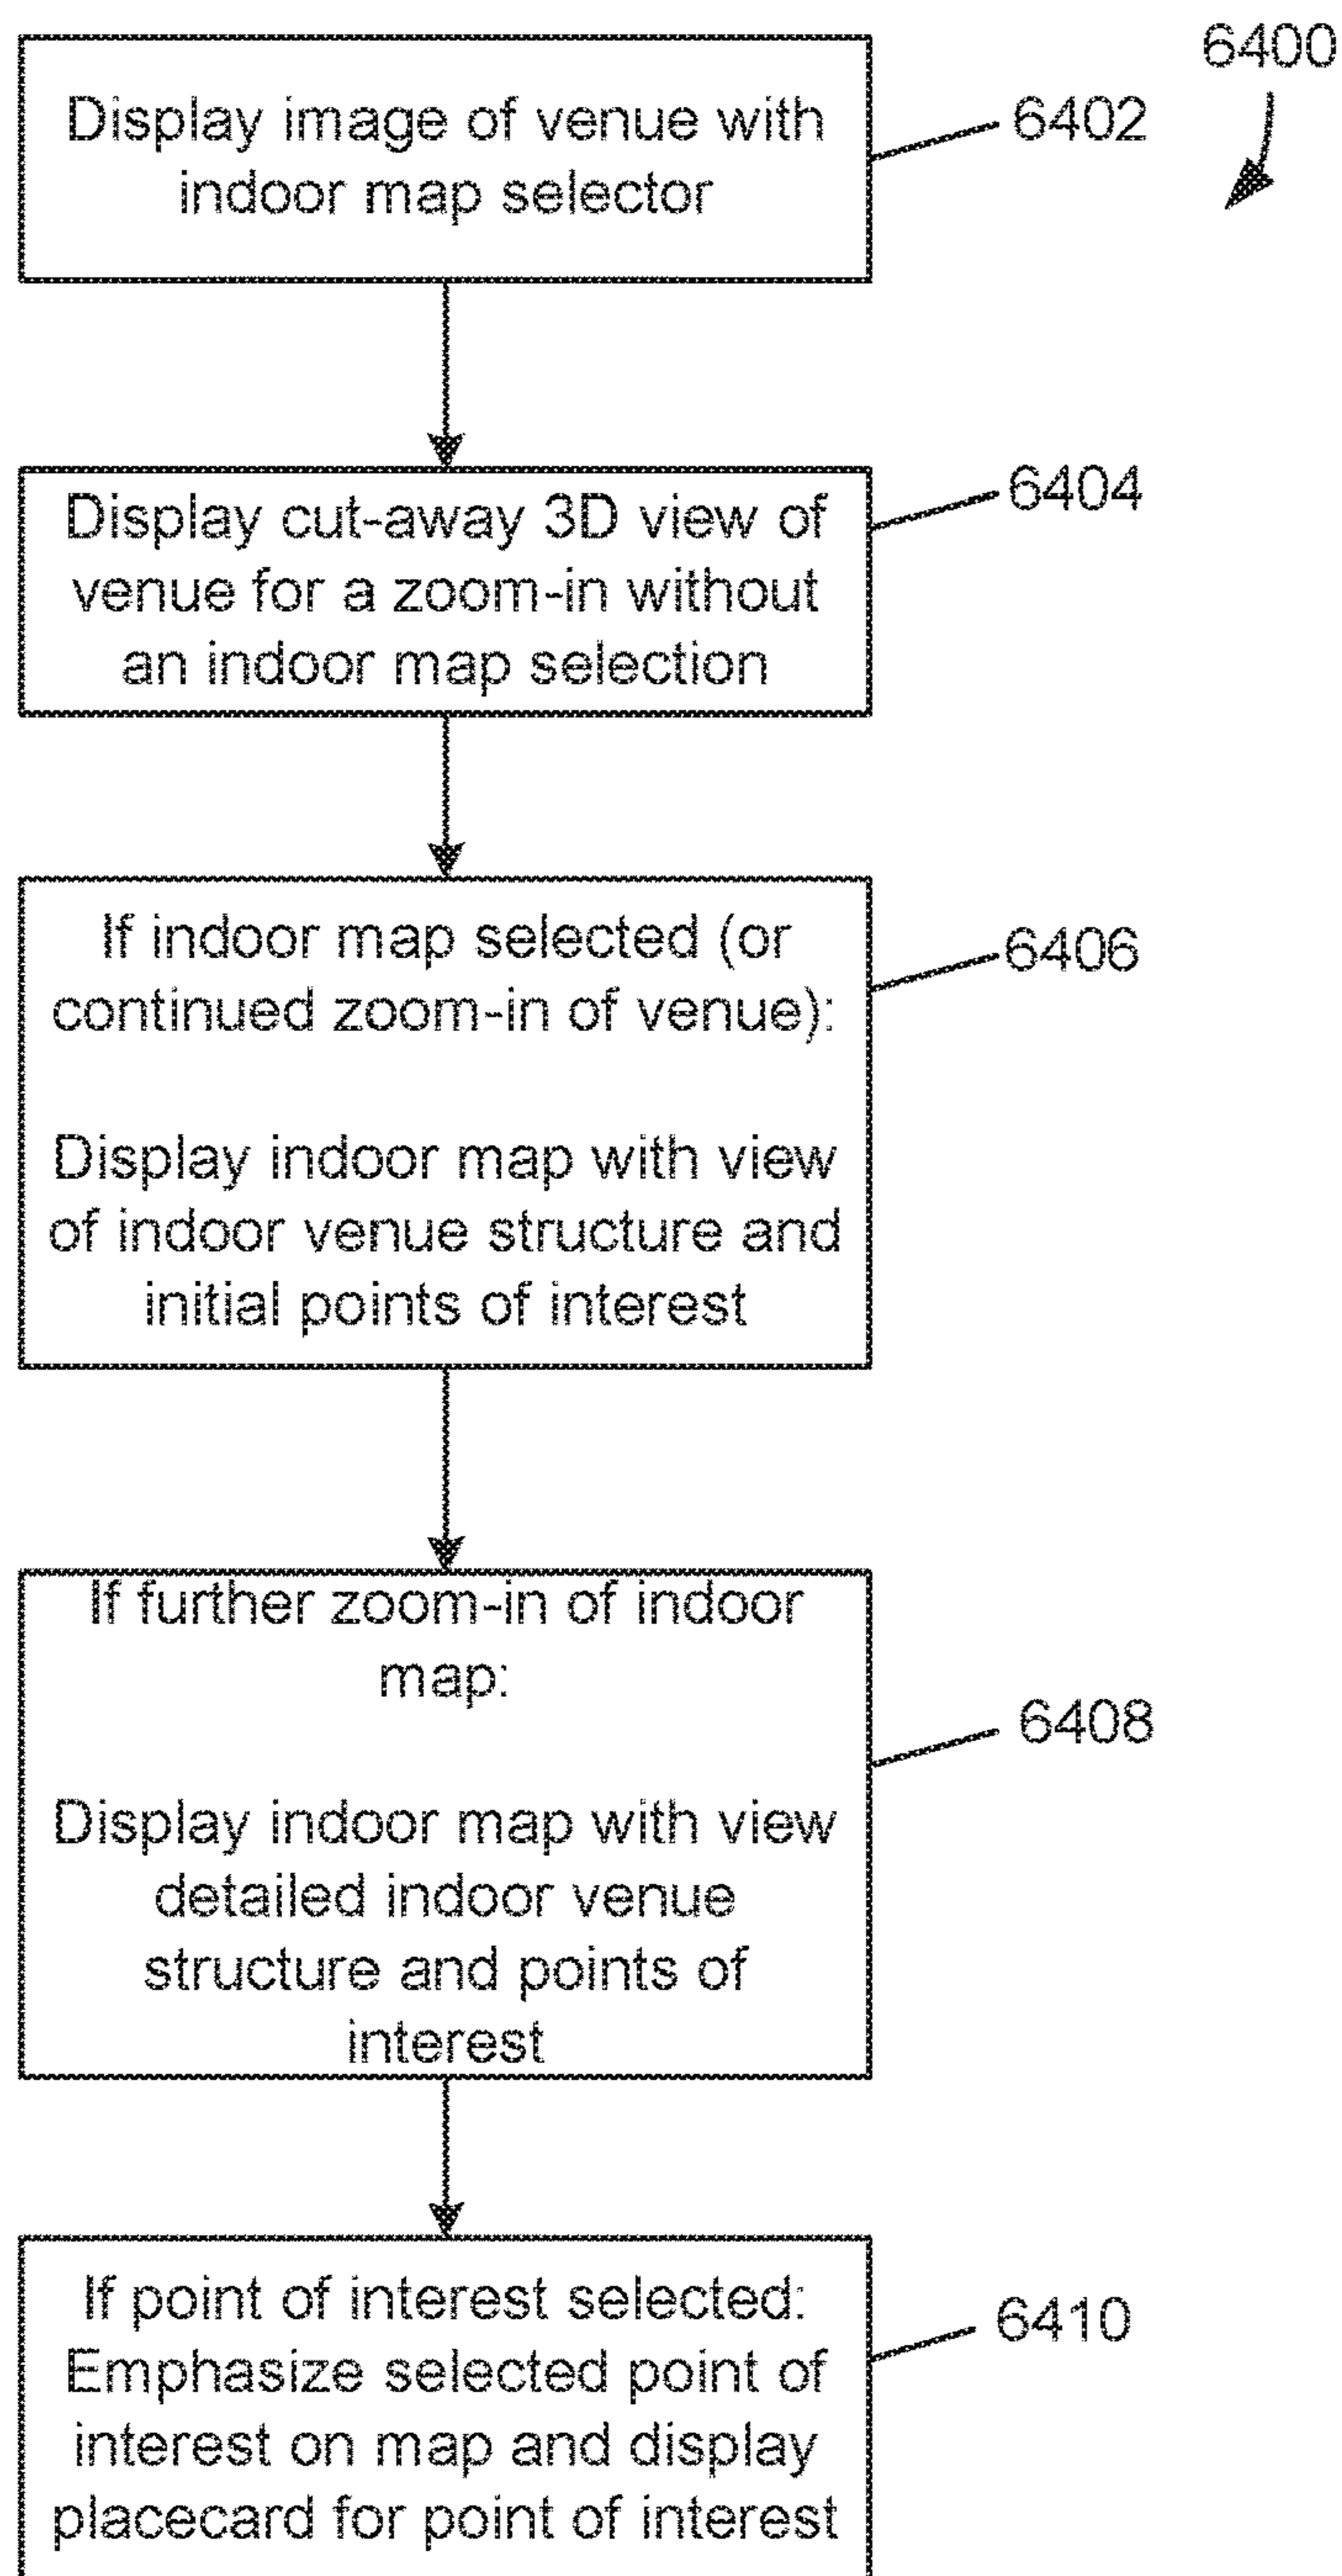 6400
Display image of venue with
indoor map selector
6402
Display cut-away 3D view of
venue for a zoom-in without
an indoor map selection
6404
If indoor map selected (or
continued zoom-in of venue):
Display indoor map with view
of indoor venue structure and
initial points of interest
6406
If further zoom-in of indoor
map:
Display indoor map with view
detailed indoor venue
structure and points of
interest
6408
If point of interest selected:
Emphasize selected point of
interest on map and display
placecard for point of interest
6410